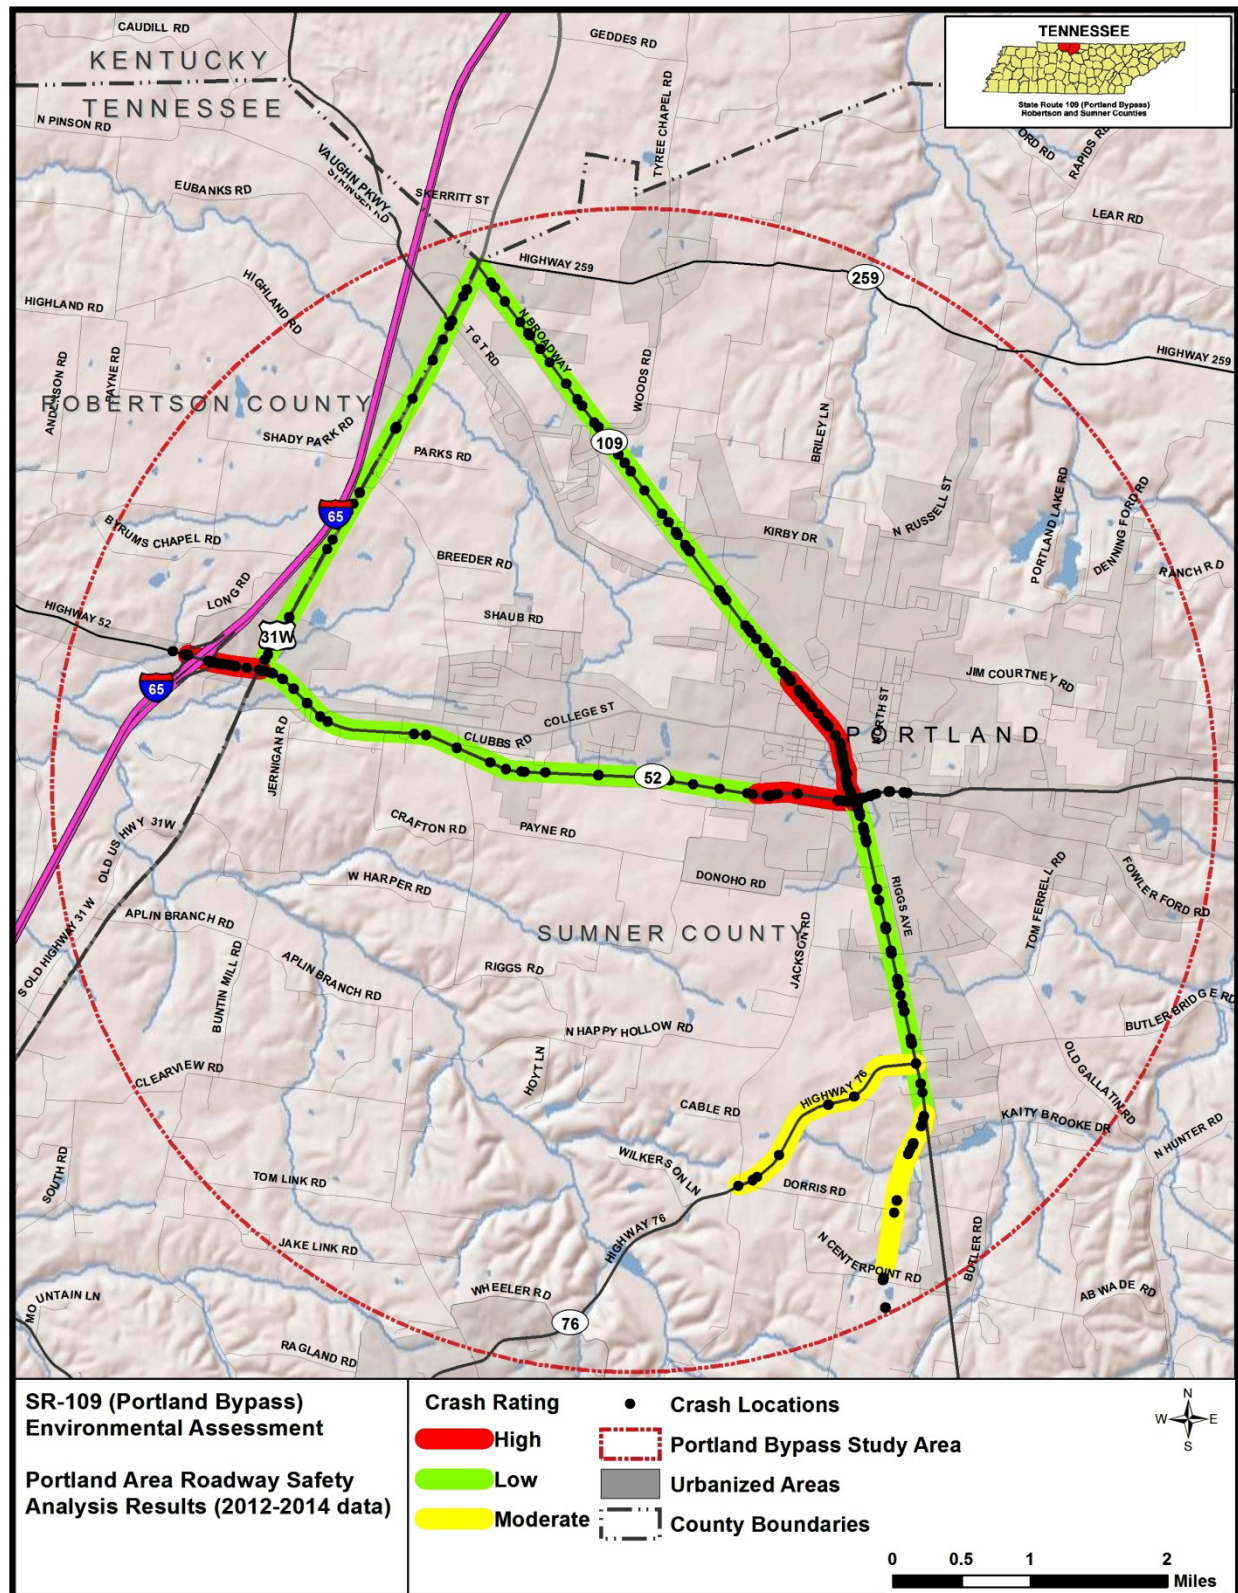 CAUDILL RD
GEDDES RD
KENTUCKY
TENNESSEE
TENNESSEE
State Route 109 (Portland Bypass)
Robertson and Sumner Counties
N PINSON RD
TYREE CHAPEL RD
RAPIDS RD
VAUGHN PKWY
EUBANKS RD
SKERRITT ST
LEAR RD
HIGHWAY 259
259
HIGHLAND RD
HIGHLAND RD
N BROADWAY
T G T RD
HIGHWAY 259
ANDERSON RD
PAYNE RD
WOODS RD
ROBERTSON COUNTY
BRILEY LN
SHADY PARK RD
109
PARKS RD
N RUSSELL ST
PORTLAND LAKE RD
DENNING FORD RD
65
BYRUMS CHAPEL RD
KIRBY DR
BREEDER RD
RANCH RD
LONG RD
HIGHWAY 52
SHAUB RD
31W
65
JIM COURTNEY RD
COLLEGE ST
NORTH ST
CLUBBS RD
PORTLAND
JERNIGAN RD
52
OLD US HWY 31W
CRAFTON RD
PAYNE RD
W HARPER RD
DONOHO RD
RIGGS AVE
TOM FERRELL RD
FOWLER FORD RD
APLIN BRANCH RD
SUMNER COUNTY
S OLD HIGHWAY 31W
BUNTIN MILL RD
APLIN BRANCH RD
RIGGS RD
JACKSON RD
N HAPPY HOLLOW RD
BUTLER BRIDGE RD
CLEARVIEW RD
HOYT LN
HIGHWAY 76
OLD GALLATIN RD
CABLE RD
KAITY BROOKE DR
N HUNTER RD
SOUTH RD
TOM LINK RD
WILKERSON LN
DORRIS RD
JAKE LINK RD
HIGHWAY 76
N CENTERPOINT RD
BUTLER RD
MOUNTAIN LN
WHEELER RD
AB WADE RD
76
RAGLAND RD
SR-109 (Portland Bypass)
Environmental Assessment
Portland Area Roadway Safety
Analysis Results (2012-2014 data)
Crash Rating
High
Low
Moderate
Crash Locations
Portland Bypass Study Area
Urbanized Areas
County Boundaries
N
W E
S
0 0.5 1 2
Miles